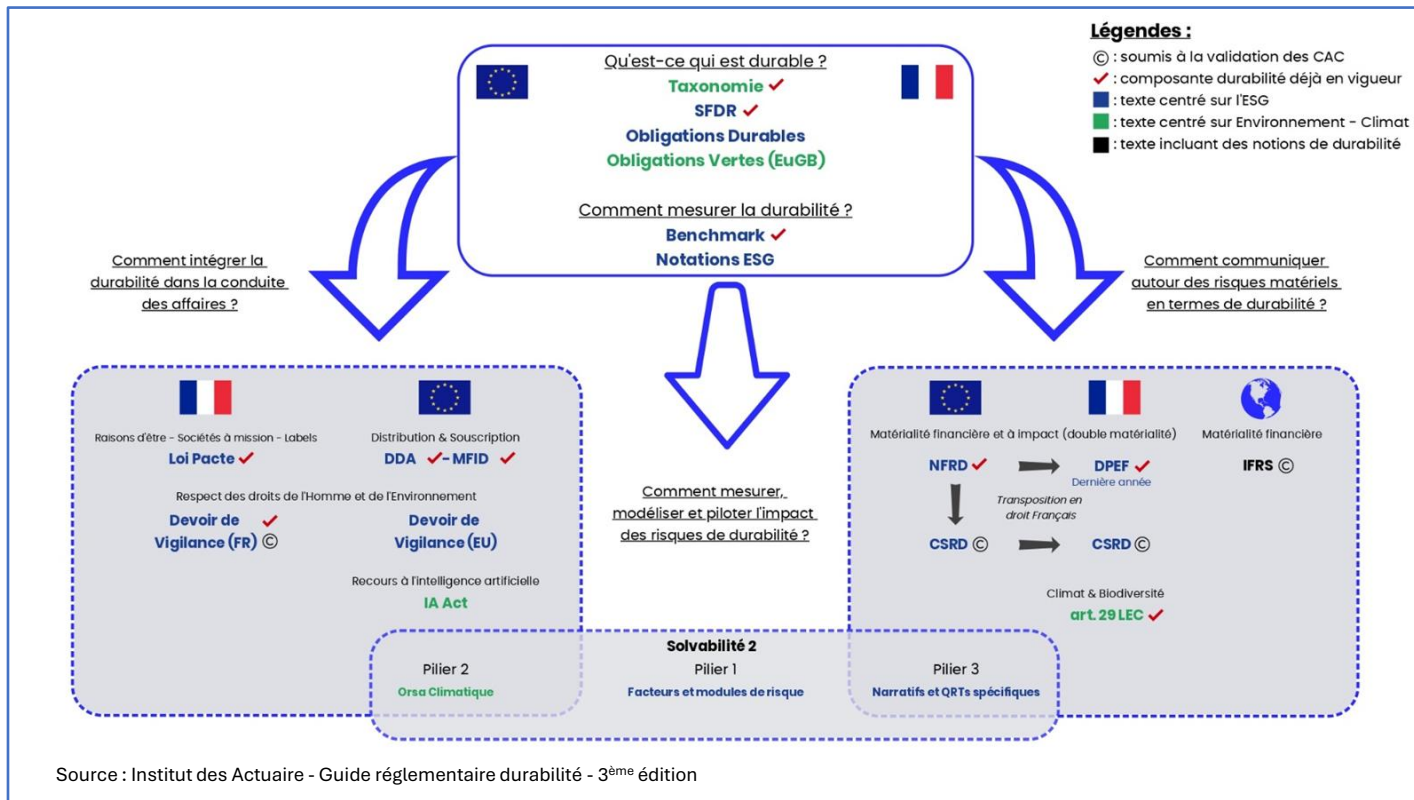 Légendes :
© : soumis à la validation des CAC
✓ : composante durabilité déjà en vigueur
: texte centré sur l'ESG
: texte centré sur Environnement - Climat
: texte incluant des notions de durabilité
Qu'est-ce qui est durable ?
Taxonomie ✓
SFDR ✓
Obligations Durables
Obligations Vertes (EuGB)
Comment mesurer la durabilité ?
Benchmark ✓
Notations ESG
Comment intégrer la
durabilité dans la conduite
des affaires ?
Comment communiquer
autour des risques matériels
en termes de durabilité ?
Raisons d'être - Sociétés à mission - Labels
Loi Pacte ✓
Distribution & Souscription
DDA ✓ - MFID ✓
Respect des droits de l'Homme et de l'Environnement
Devoir de ✓
Vigilance (FR) ©
Devoir de
Vigilance (EU)
Recours à l'intelligence artificielle
IA Act
Comment mesurer,
modéliser et piloter l'impact
des risques de durabilité ?
Matérialité financière et à impact (double matérialité)
NFRD ✓
DPEF ✓
Dernière année
Transposition en
droit Français
CSRD ©
CSRD ©
Climat & Biodiversité
art. 29 LEC ✓
Matérialité financière
IFRS ©
Solvabilité 2
Pilier 2
Orsa Climatique
Pilier 1
Facteurs et modules de risque
Pilier 3
Narratifs et QRTs spécifiques
Source : Institut des Actuaire - Guide réglementaire durabilité - 3ème édition